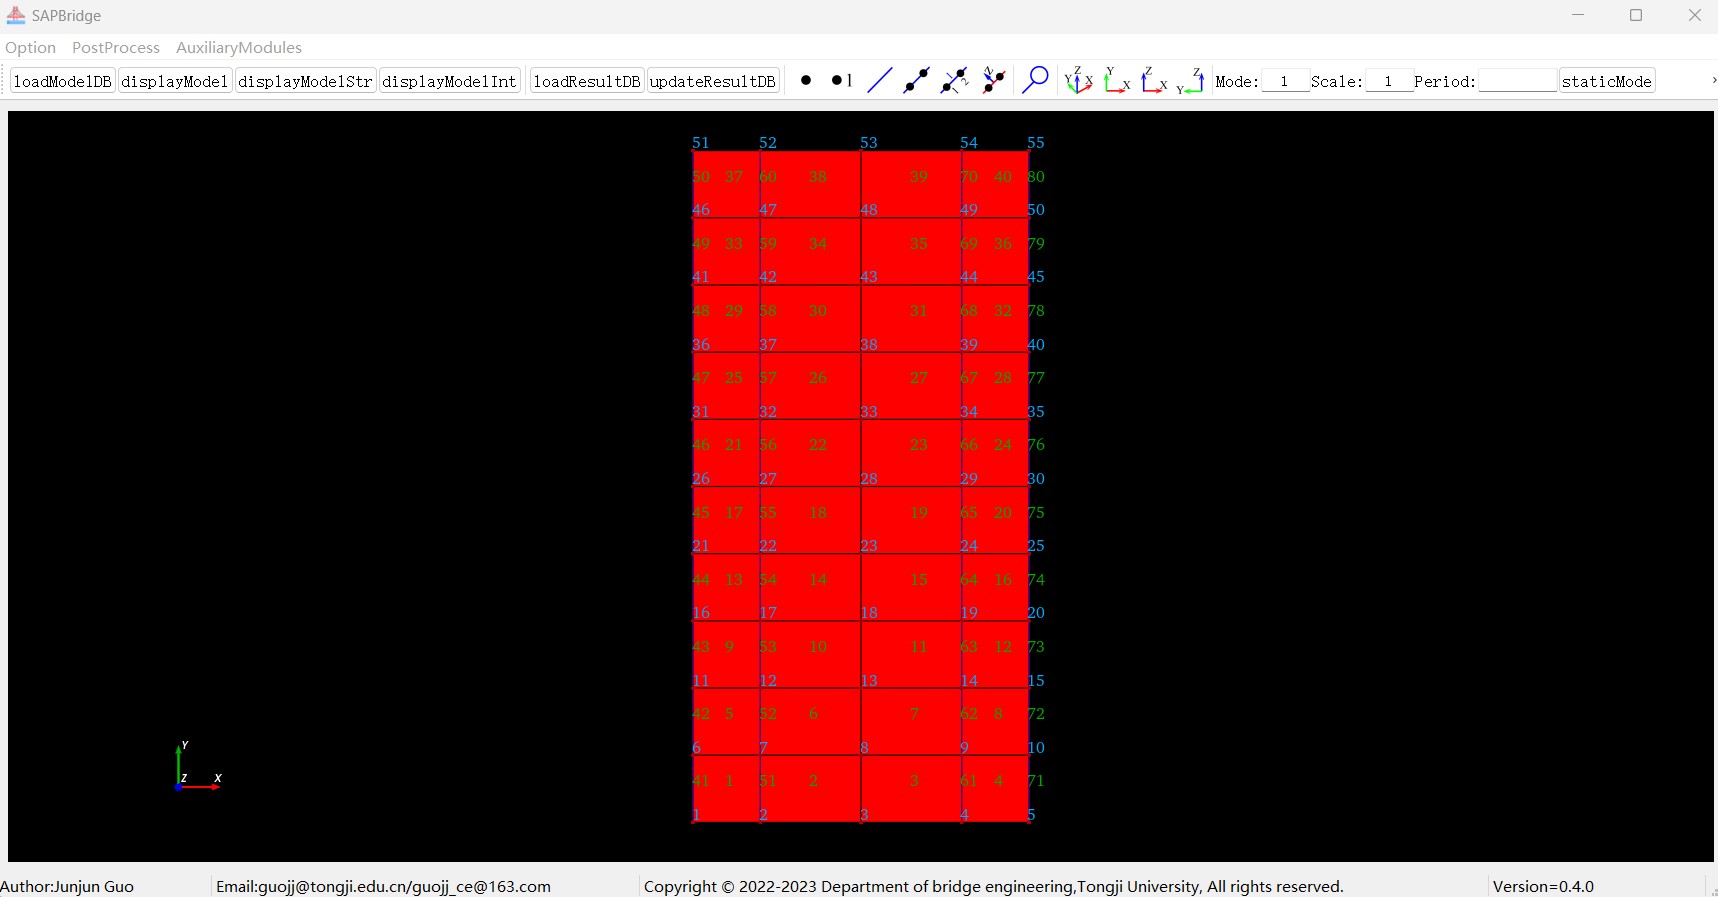 SAPBridge
Option PostProcess AuxiliaryModules
loadModelDB displayModel displayModelStr displayModelInt loadResultDB updateResultDB 1 1 2 Y Z X Y X Z X Z Y Mode: 1 Scale: 1 Period: staticMode
51 52 53 54 55
50 37 60 38 39 70 40 80
46 47 48 49 50
49 33 59 34 35 69 36 79
41 42 43 44 45
48 29 58 30 31 68 32 78
36 37 38 39 40
47 25 57 26 27 67 28 77
31 32 33 34 35
46 21 56 22 23 66 24 76
26 27 28 29 30
45 17 55 18 19 65 20 75
21 22 23 24 25
44 13 54 14 15 64 16 74
16 17 18 19 20
43 9 53 10 11 63 12 73
11 12 13 14 15
42 5 52 6 7 62 8 72
6 7 8 9 10
41 1 51 2 3 61 4 71
1 2 3 4 5
Y
Z X
Author:Junjun Guo Email:guojj@tongji.edu.cn/guojj_ce@163.com Copyright © 2022-2023 Department of bridge engineering,Tongji University, All rights reserved. Version=0.4.0